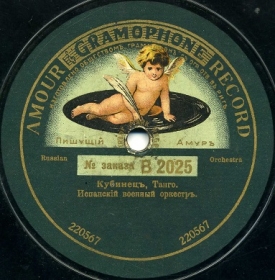 AMOUR GRAMOPHONE RECORD
Пишущій Амуръ
Russian Orchestra
№ заказа B 2025
Кубинецъ, Танго.
Испанскій военный оркестръ.
220567 220567